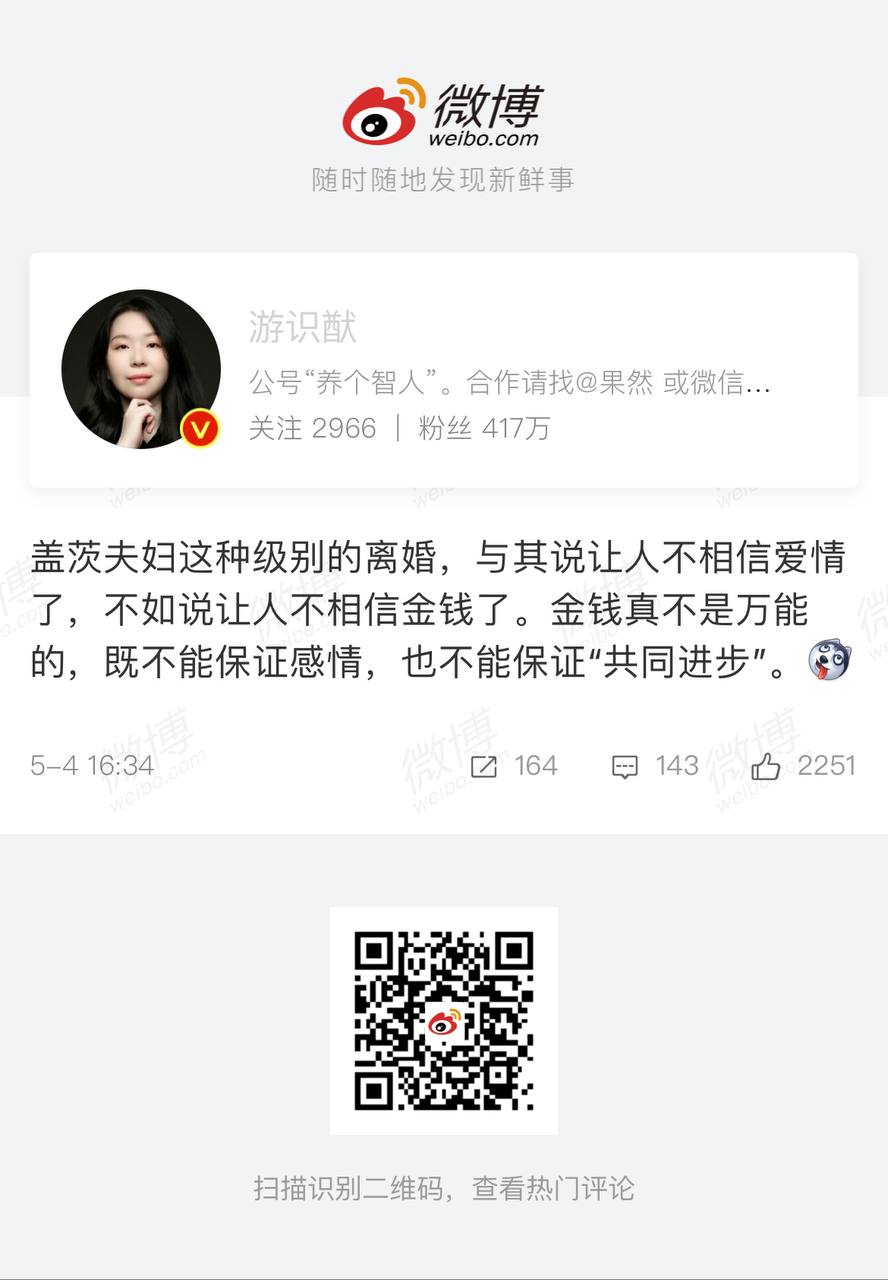 微博
weibo.com
随时随地发现新鲜事
游识猷
公号“养个智人”。合作请找@果然 或微信...
关注 2966 | 粉丝 417万
盖茨夫妇这种级别的离婚，与其说让人不相信爱情
了，不如说让人不相信金钱了。金钱真不是万能
的，既不能保证感情，也不能保证“共同进步”。
5-4 16:34 164 143 2251
扫描识别二维码，查看热门评论